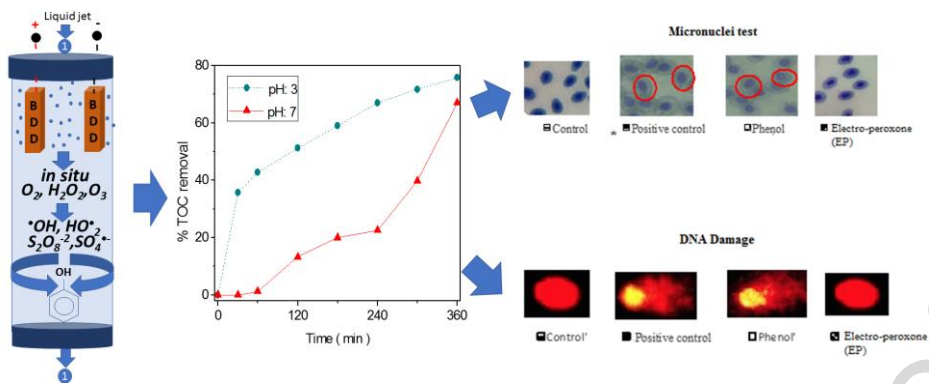 Liquid jet
+
-
1
B
D
D
B
D
D
in situ
O2, H2O2,O3
•OH, HO•2
S2O8-2,SO4•-
OH
1
% TOC removal
80
60
40
20
0
pH: 3
pH: 7
0
120
240
360
Time ( min )
Micronuclei test
Control
* Positive control
Phenol
Electro-peroxone
(EP)
DNA Damage
Control'
Positive control
Phenol'
Electro-peroxone
(EP)